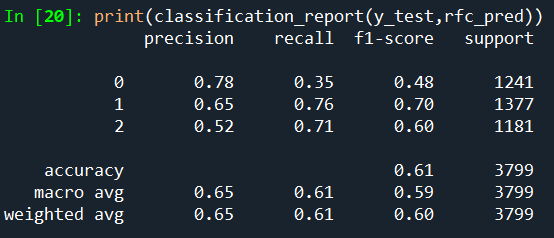 In [20]: print(classification_report(y_test,rfc_pred))
precision recall f1-score support
0 0.78 0.35 0.48 1241
1 0.65 0.76 0.70 1377
2 0.52 0.71 0.60 1181
accuracy 0.61 3799
macro avg 0.65 0.61 0.59 3799
weighted avg 0.65 0.61 0.60 3799